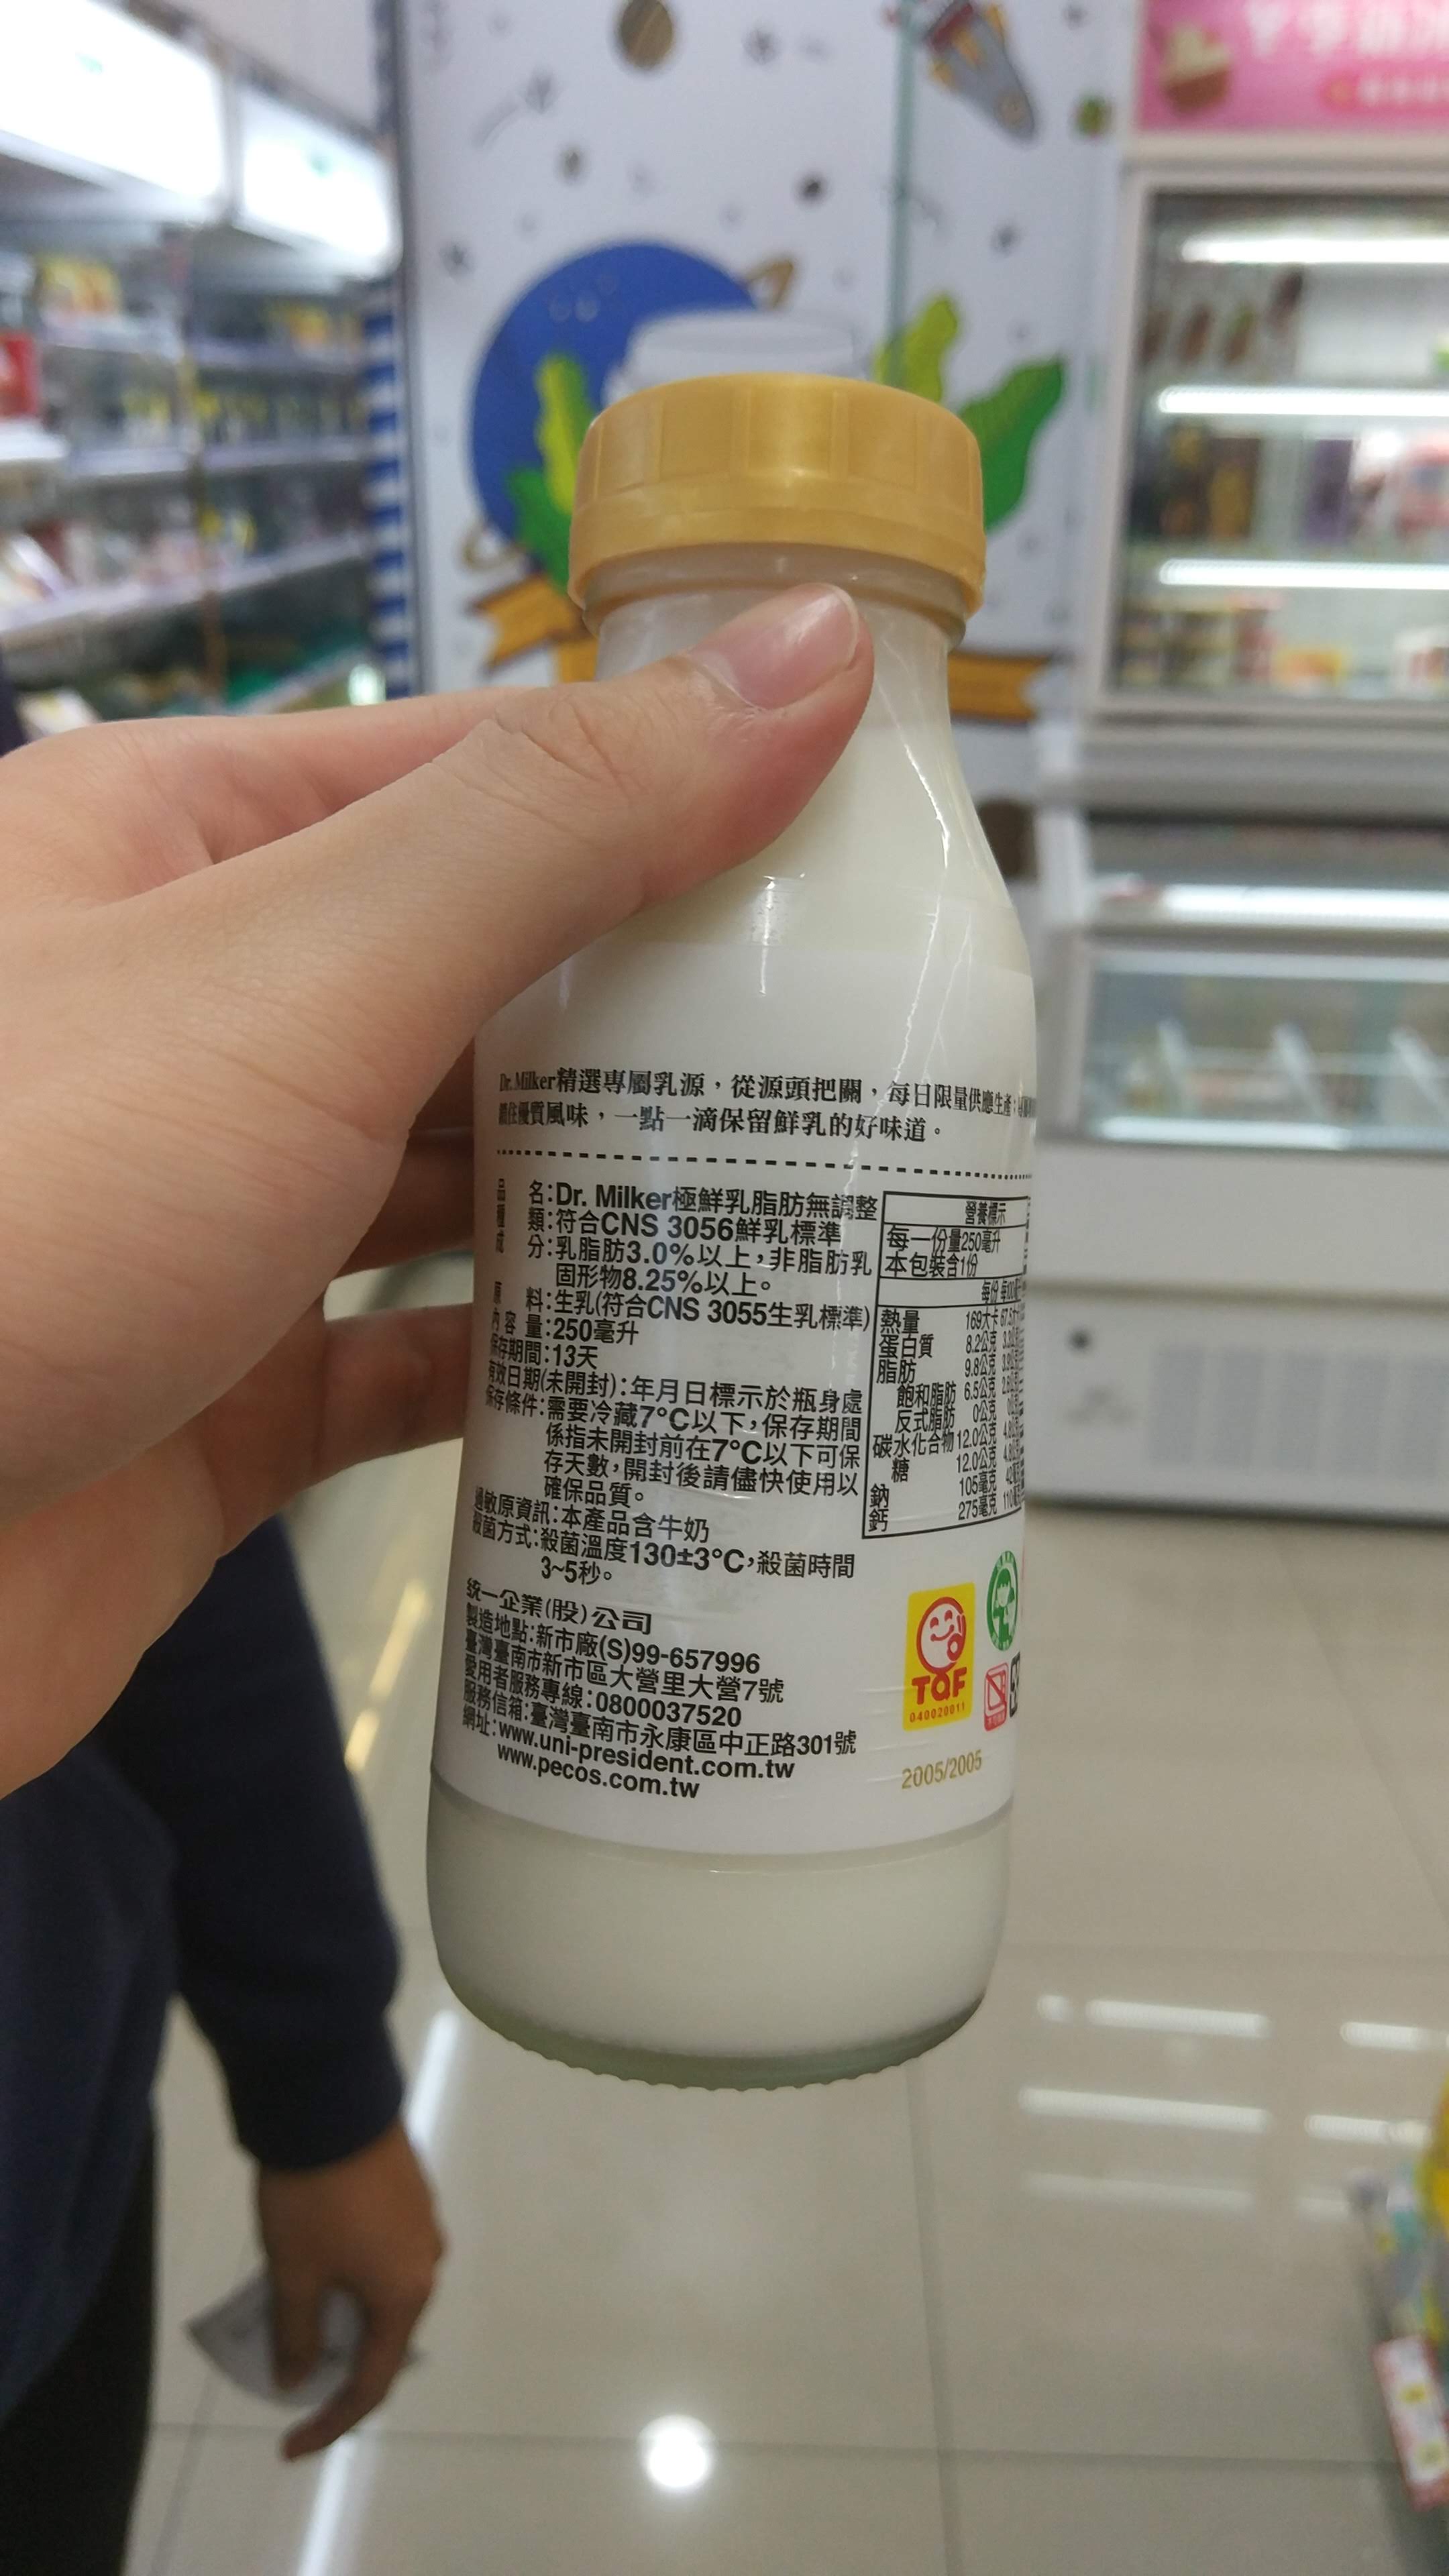 Dr. Milker精選專屬乳源，從源頭把關，每日限量供應生產；
鎖住優質風味，一點一滴保留鮮乳的好味道。
品名:Dr. Milker極鮮乳脂肪無調整
種類:符合CNS 3056鮮乳標準
成分:乳脂肪3.0%以上，非脂肪乳
固形物8.25%以上。
原料:生乳(符合CNS 3055生乳標準)
內容量:250毫升
保存期間:13天
有效日期(未開封):年月日標示於瓶身處
保存條件:需要冷藏7°C以下，保存期間
係指未開封前在7°C以下可保
存天數，開封後請儘快使用以
確保品質。
過敏原資訊:本產品含牛奶
殺菌方式:殺菌溫度130±3°C，殺菌時間
3~5秒。
統一企業(股)公司
製造地點:新市廠(S)99-657996
臺灣臺南市新市區大營里大營7號
愛用者服務專線:0800037520
服務信箱:臺灣臺南市永康區中正路301號
網址:www.uni-president.com.tw
www.pecos.com.tw
營養標示
每一份量250毫升
本包裝含1份
每份
熱量 169大卡
蛋白質 8.2公克
脂肪 9.8公克
飽和脂肪 6.5公克
反式脂肪 0公克
碳水化合物 12.0公克
糖 12.0公克
鈉 105毫克
鈣 275毫克
TQF
040020011
2005/2005